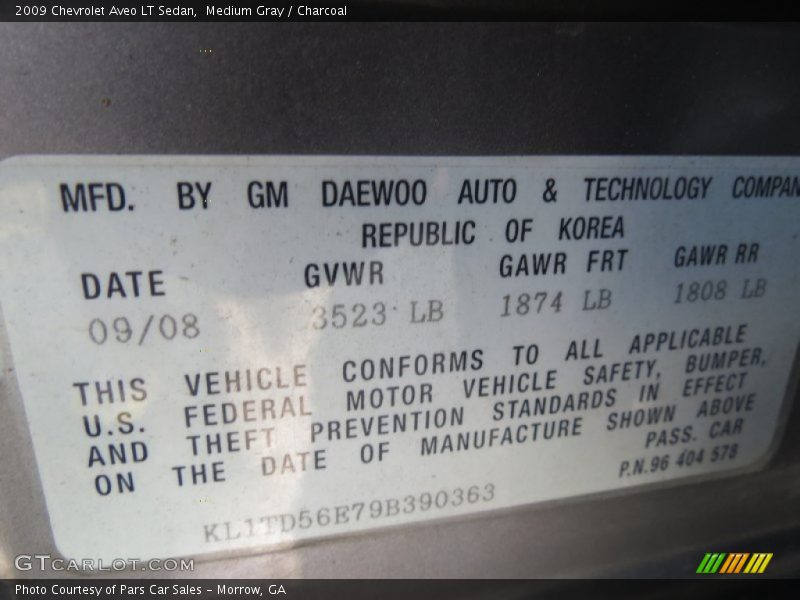 2009 Chevrolet Aveo LT Sedan, Medium Gray / Charcoal
MFD. BY GM DAEWOO AUTO & TECHNOLOGY COMPAN
REPUBLIC OF KOREA
DATE GVWR GAWR FRT GAWR RR
09/08 3523 LB 1874 LB 1808 LB
THIS VEHICLE CONFORMS TO ALL APPLICABLE
U.S. FEDERAL MOTOR VEHICLE SAFETY, BUMPER,
AND THEFT PREVENTION STANDARDS IN EFFECT
ON THE DATE OF MANUFACTURE SHOWN ABOVE
PASS. CAR
P.N.96 404 578
KL1TD56E79B390363
GTCARLOT.COM
Photo Courtesy of Pars Car Sales - Morrow, GA